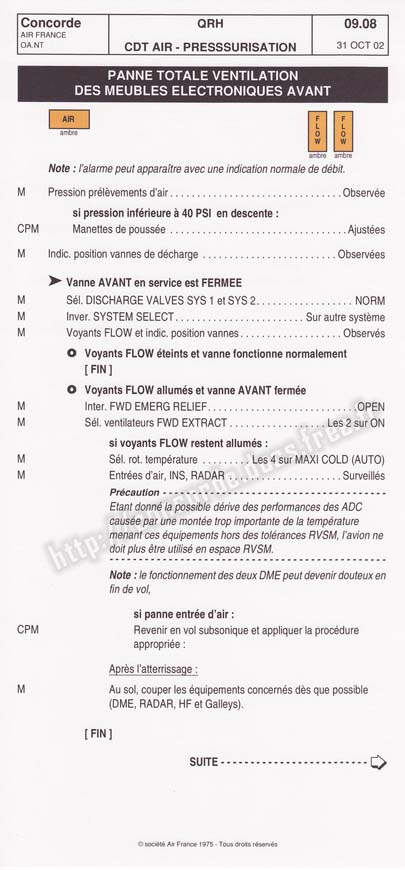 Concorde
AIR FRANCE
OA.NT
QRH
CDT AIR - PRESSSURISATION
09.08
31 OCT 02
PANNE TOTALE VENTILATION
DES MEUBLES ELECTRONIQUES AVANT
AIR
ambre
FLOW
ambre
FLOW
ambre
Note : l'alarme peut apparaître avec une indication normale de débit.
M Pression prélèvements d'air . . . . . . . . . . . . . . . . . . . . . . . . . . . . . . Observée
si pression inférieure à 40 PSI en descente :
CPM Manettes de poussée . . . . . . . . . . . . . . . . . . . . . . . . . . . . . . Ajustées
M Indic. position vannes de décharge . . . . . . . . . . . . . . . . . . . . . . Observées
Vanne AVANT en service est FERMEE
M Sél. DISCHARGE VALVES SYS 1 et SYS 2 . . . . . . . . . . . . . . . . . NORM
M Inver. SYSTEM SELECT . . . . . . . . . . . . . . . . . . Sur autre système
M Voyants FLOW et indic. position vannes . . . . . . . . . . . . . . . . . Observés
Voyants FLOW éteints et vanne fonctionne normalement
[ FIN ]
Voyants FLOW allumés et vanne AVANT fermée
M Inter. FWD EMERG RELIEF . . . . . . . . . . . . . . . . . . . . . . . . . . OPEN
M Sél. ventilateurs FWD EXTRACT . . . . . . . . . . . . . . . . . Les 2 sur ON
si voyants FLOW restent allumés :
M Sél. rot. température . . . . . . . . . Les 4 sur MAXI COLD (AUTO)
M Entrées d'air, INS, RADAR . . . . . . . . . . . . . . . . . . . . . Surveillés
Précaution
Etant donné la possible dérive des performances des ADC
causée par une montée trop importante de la température
menant ces équipements hors des tolérances RVSM, l'avion ne
doit plus être utilisé en espace RVSM.
Note : le fonctionnement des deux DME peut devenir douteux en
fin de vol,
si panne entrée d'air :
CPM Revenir en vol subsonique et appliquer la procédure
appropriée :
Après l'atterrissage :
M Au sol, couper les équipements concernés dès que possible
(DME, RADAR, HF et Galleys).
[ FIN ]
SUITE
© société Air France 1975 - Tous droits réservés